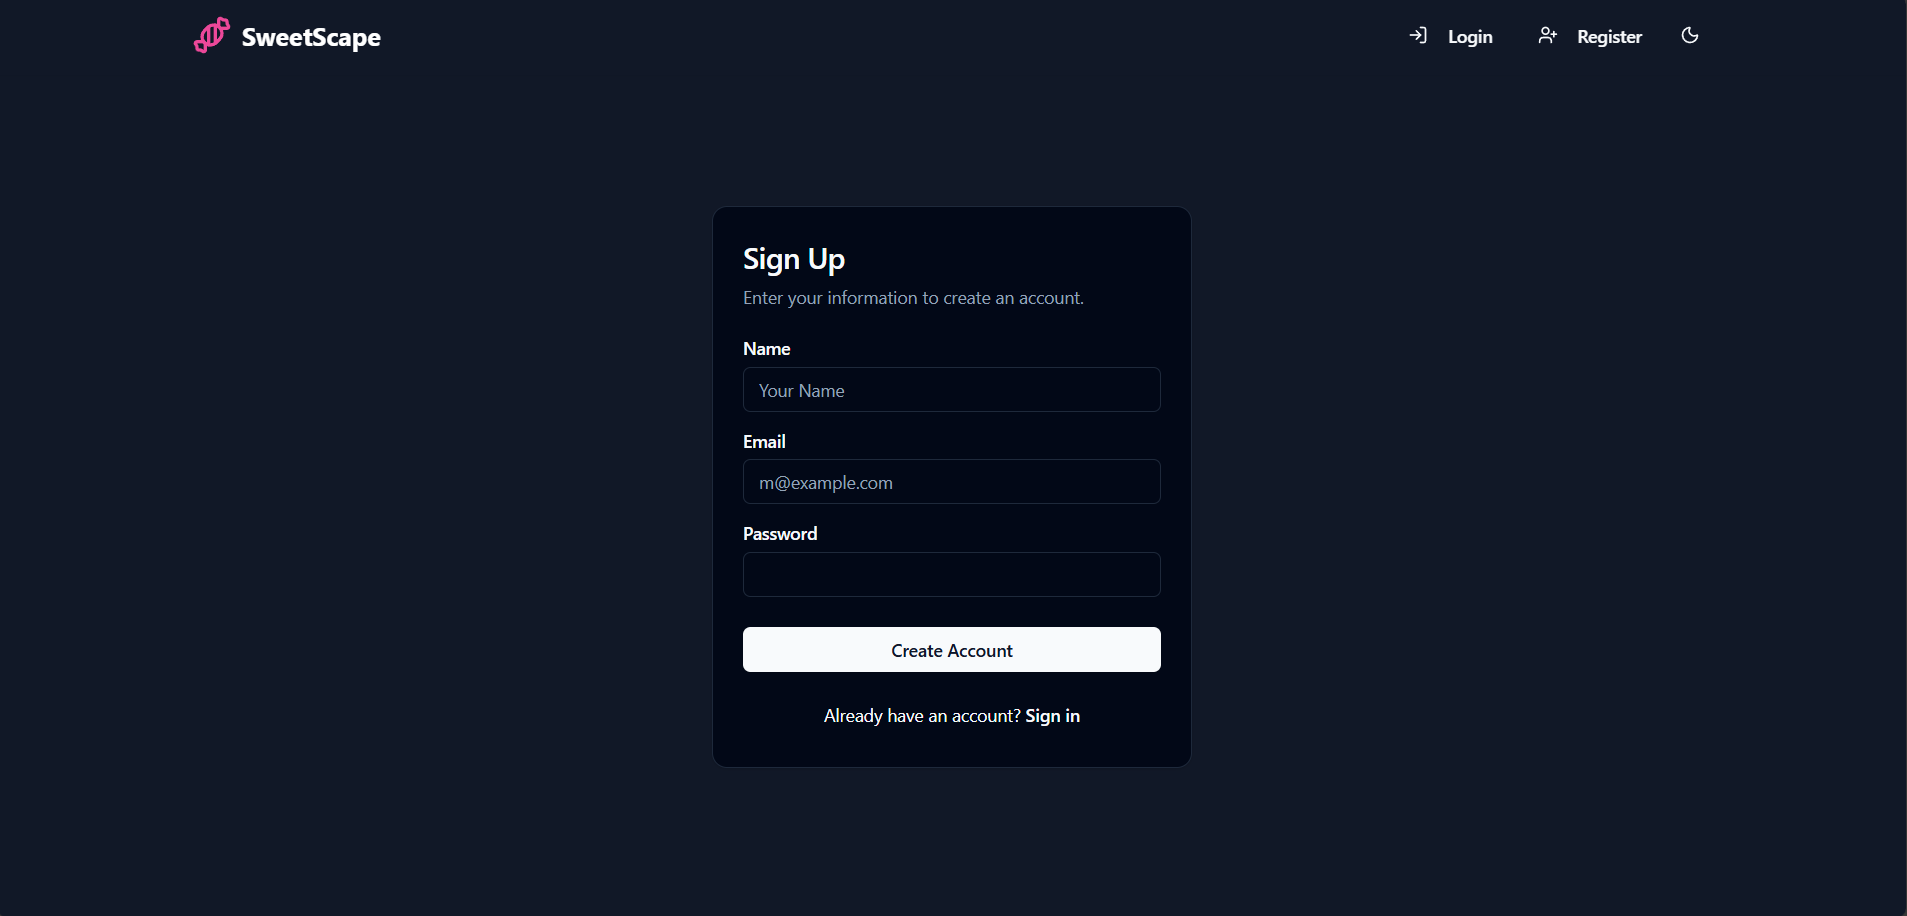 SweetScape
Login
Register
Sign Up
Enter your information to create an account.
Name
Your Name
Email
m@example.com
Password
Create Account
Already have an account? Sign in